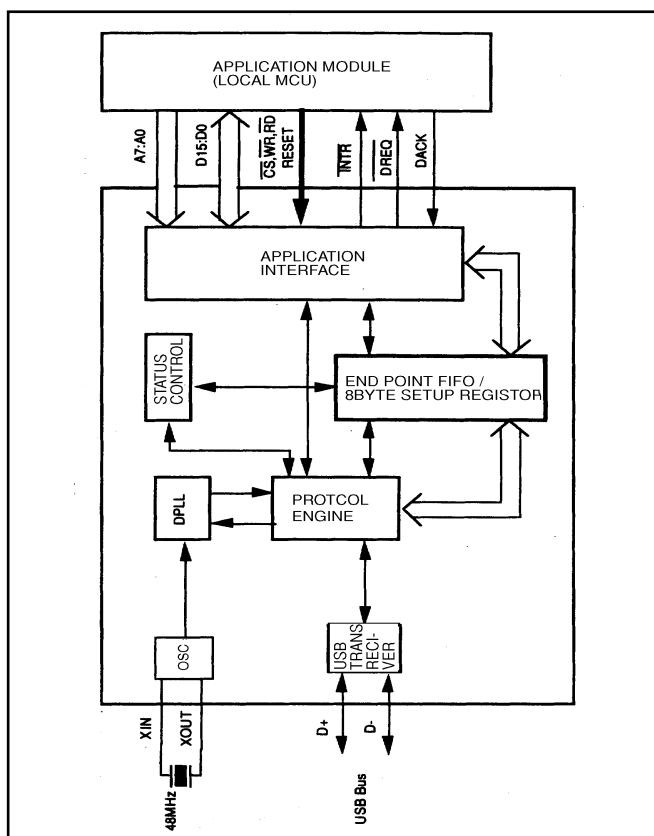 APPLICATION MODULE
(LOCAL MCU)
A7:A0
D15:D0
CS,WR,RD
RESET
INTR
DREQ
DACK
APPLICATION
INTERFACE
STATUS
CONTROL
END POINT FIFO /
8BYTE SETUP REGISTOR
DPLL
PROTCOL
ENGINE
OSC
USB
TRANS
RECI-
VER
XIN
XOUT
D+
D-
48MHz
USB Bus